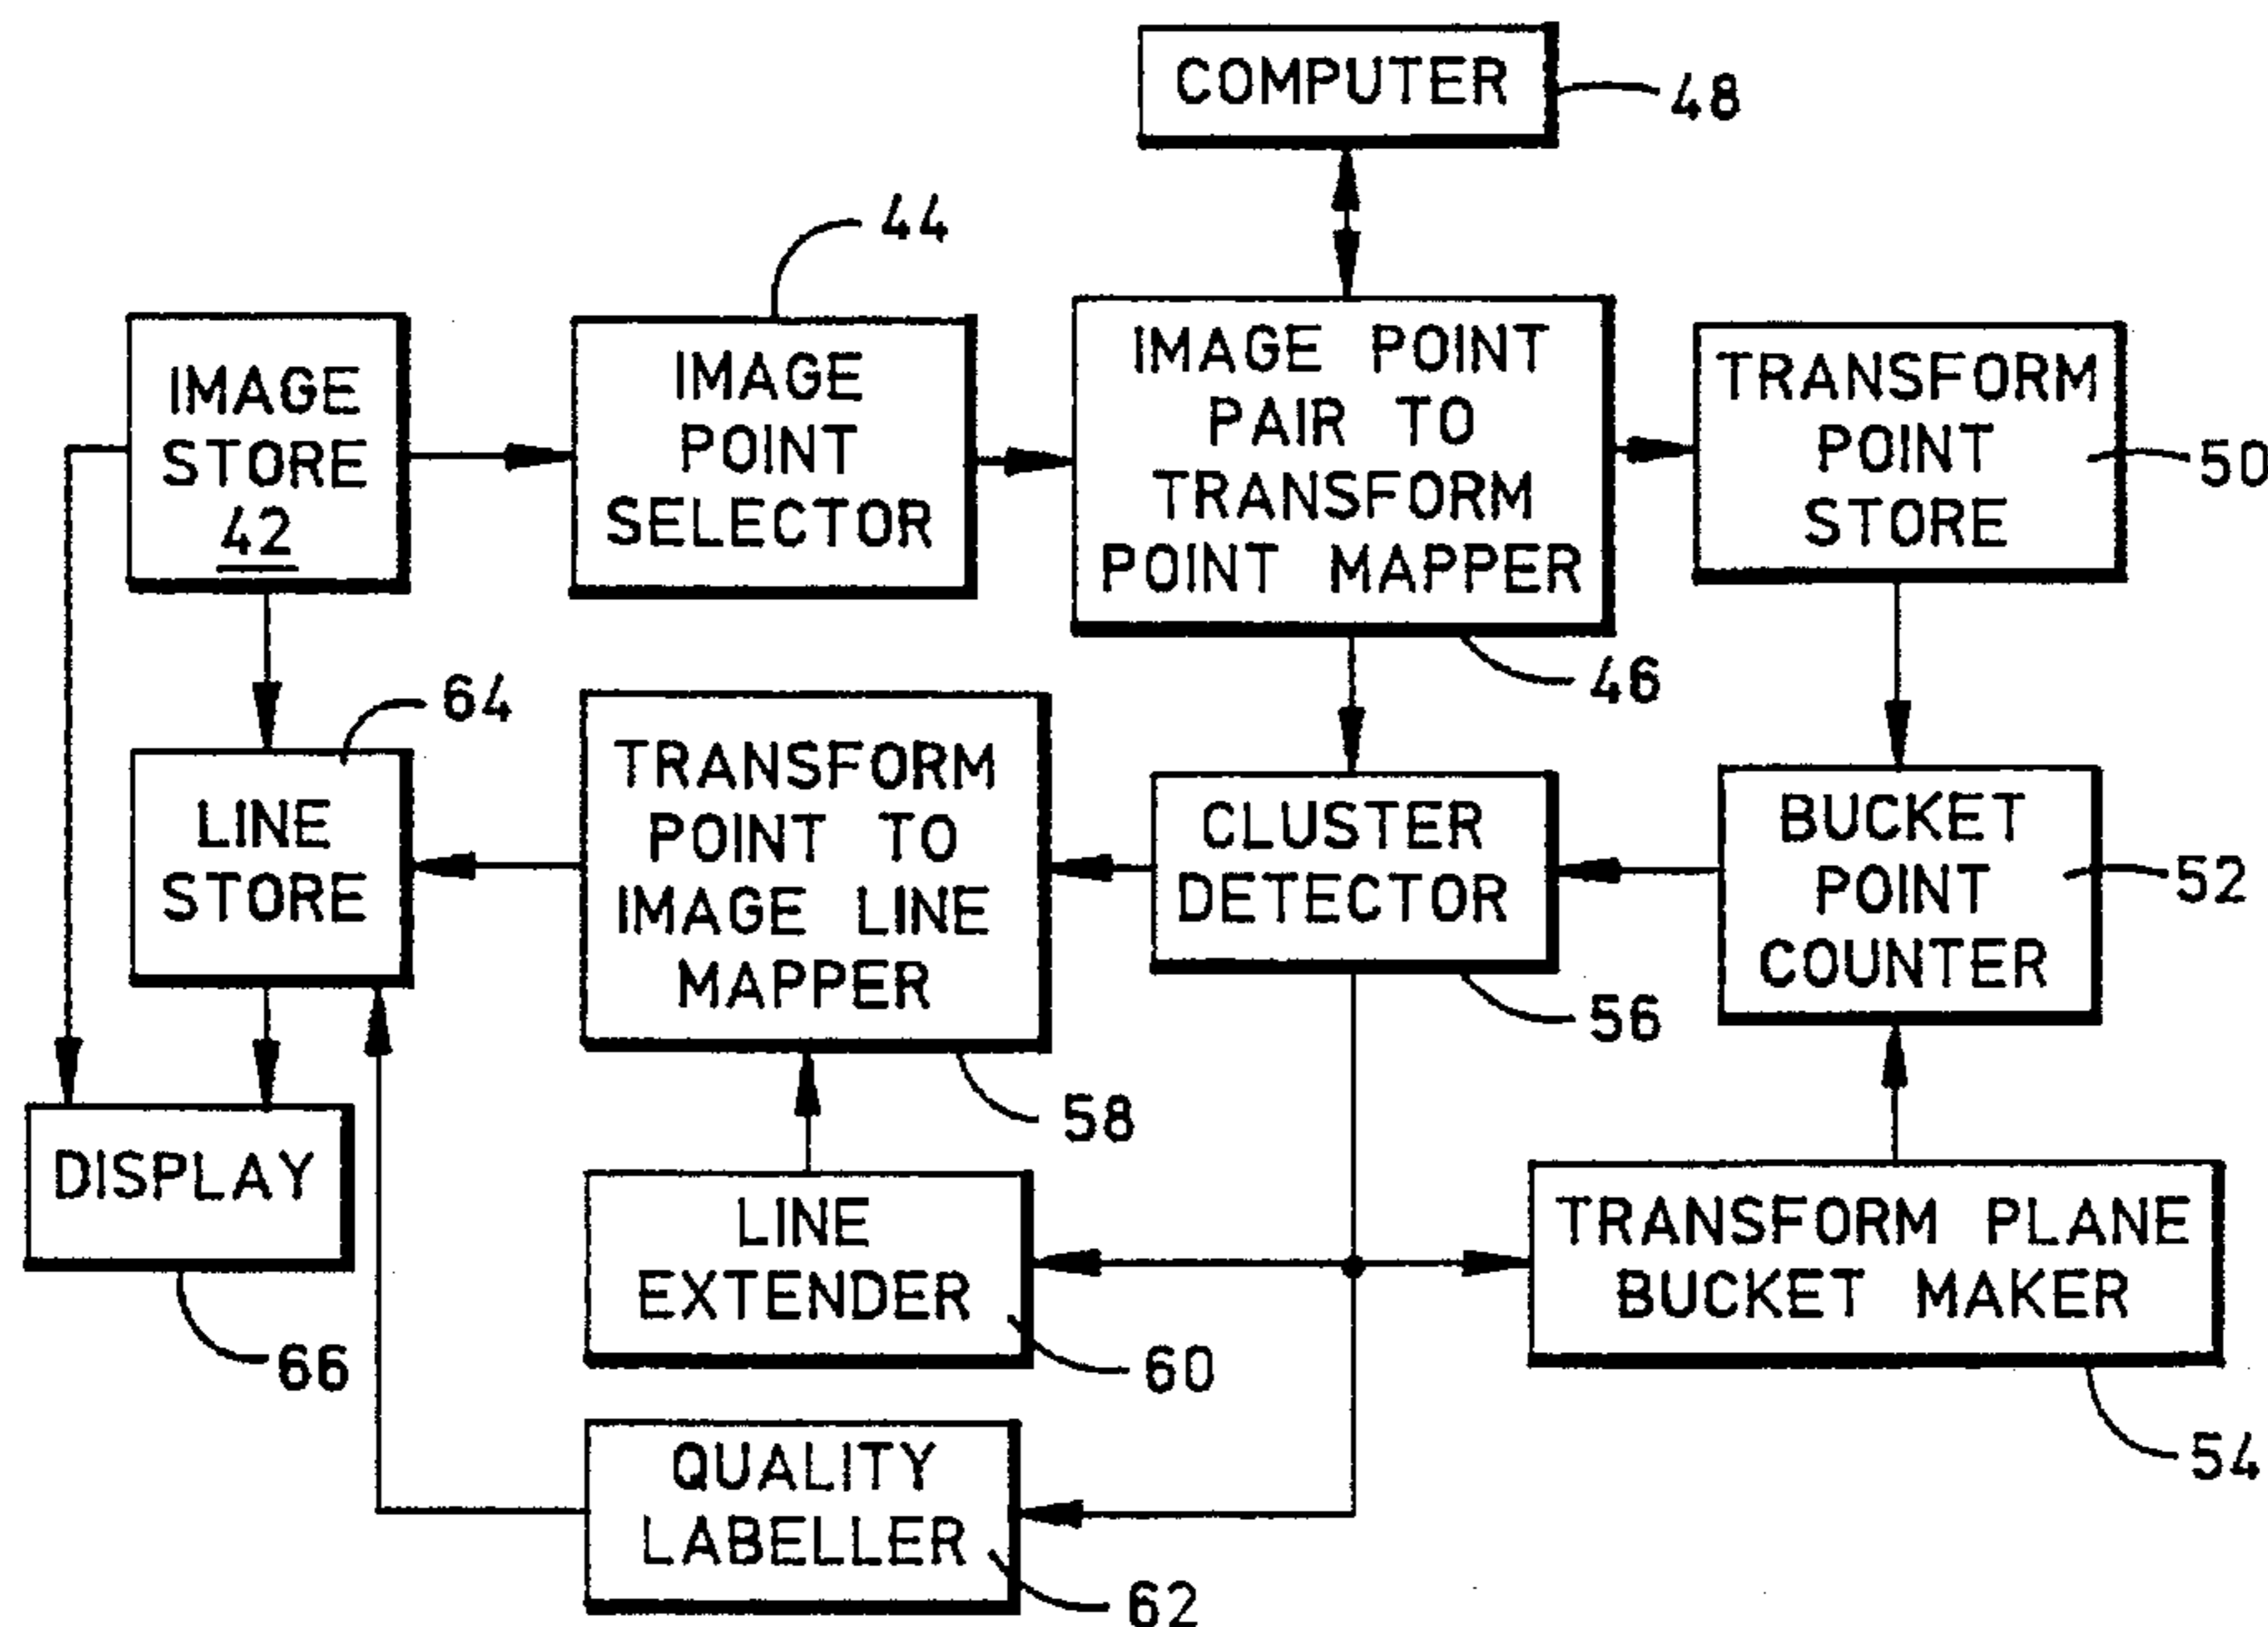 COMPUTER
48
44
IMAGE
STORE
42
IMAGE
POINT
SELECTOR
IMAGE POINT
PAIR TO
TRANSFORM
POINT MAPPER
46
TRANSFORM
POINT
STORE
50
64
LINE
STORE
TRANSFORM
POINT TO
IMAGE LINE
MAPPER
58
CLUSTER
DETECTOR
56
BUCKET
POINT
COUNTER
52
DISPLAY
66
LINE
EXTENDER
60
TRANSFORM PLANE
BUCKET MAKER
54
QUALITY
LABELLER
62